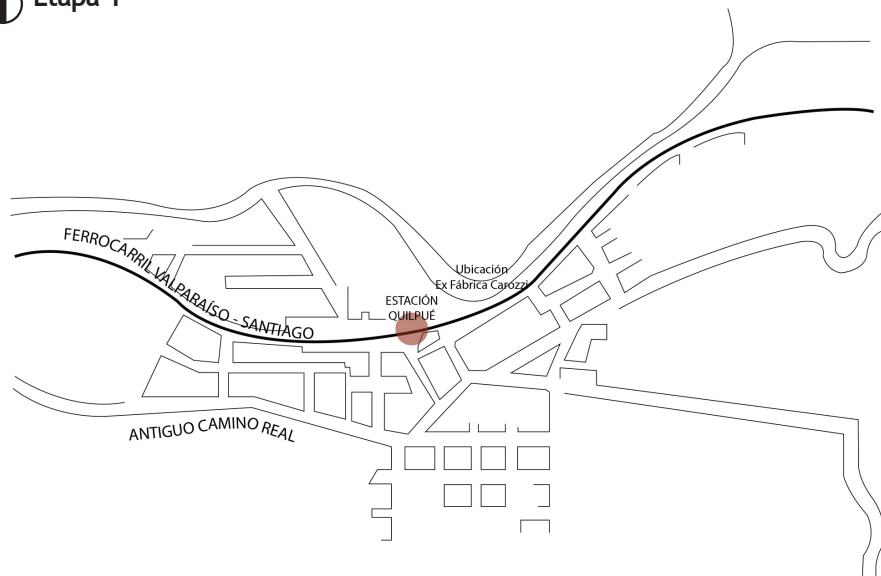 Etapa 1
FERROCARRIL VALPARAÍSO - SANTIAGO
Ubicación
Ex Fábrica Carozzi
ESTACIÓN
QUILPUÉ
ANTIGUO CAMINO REAL